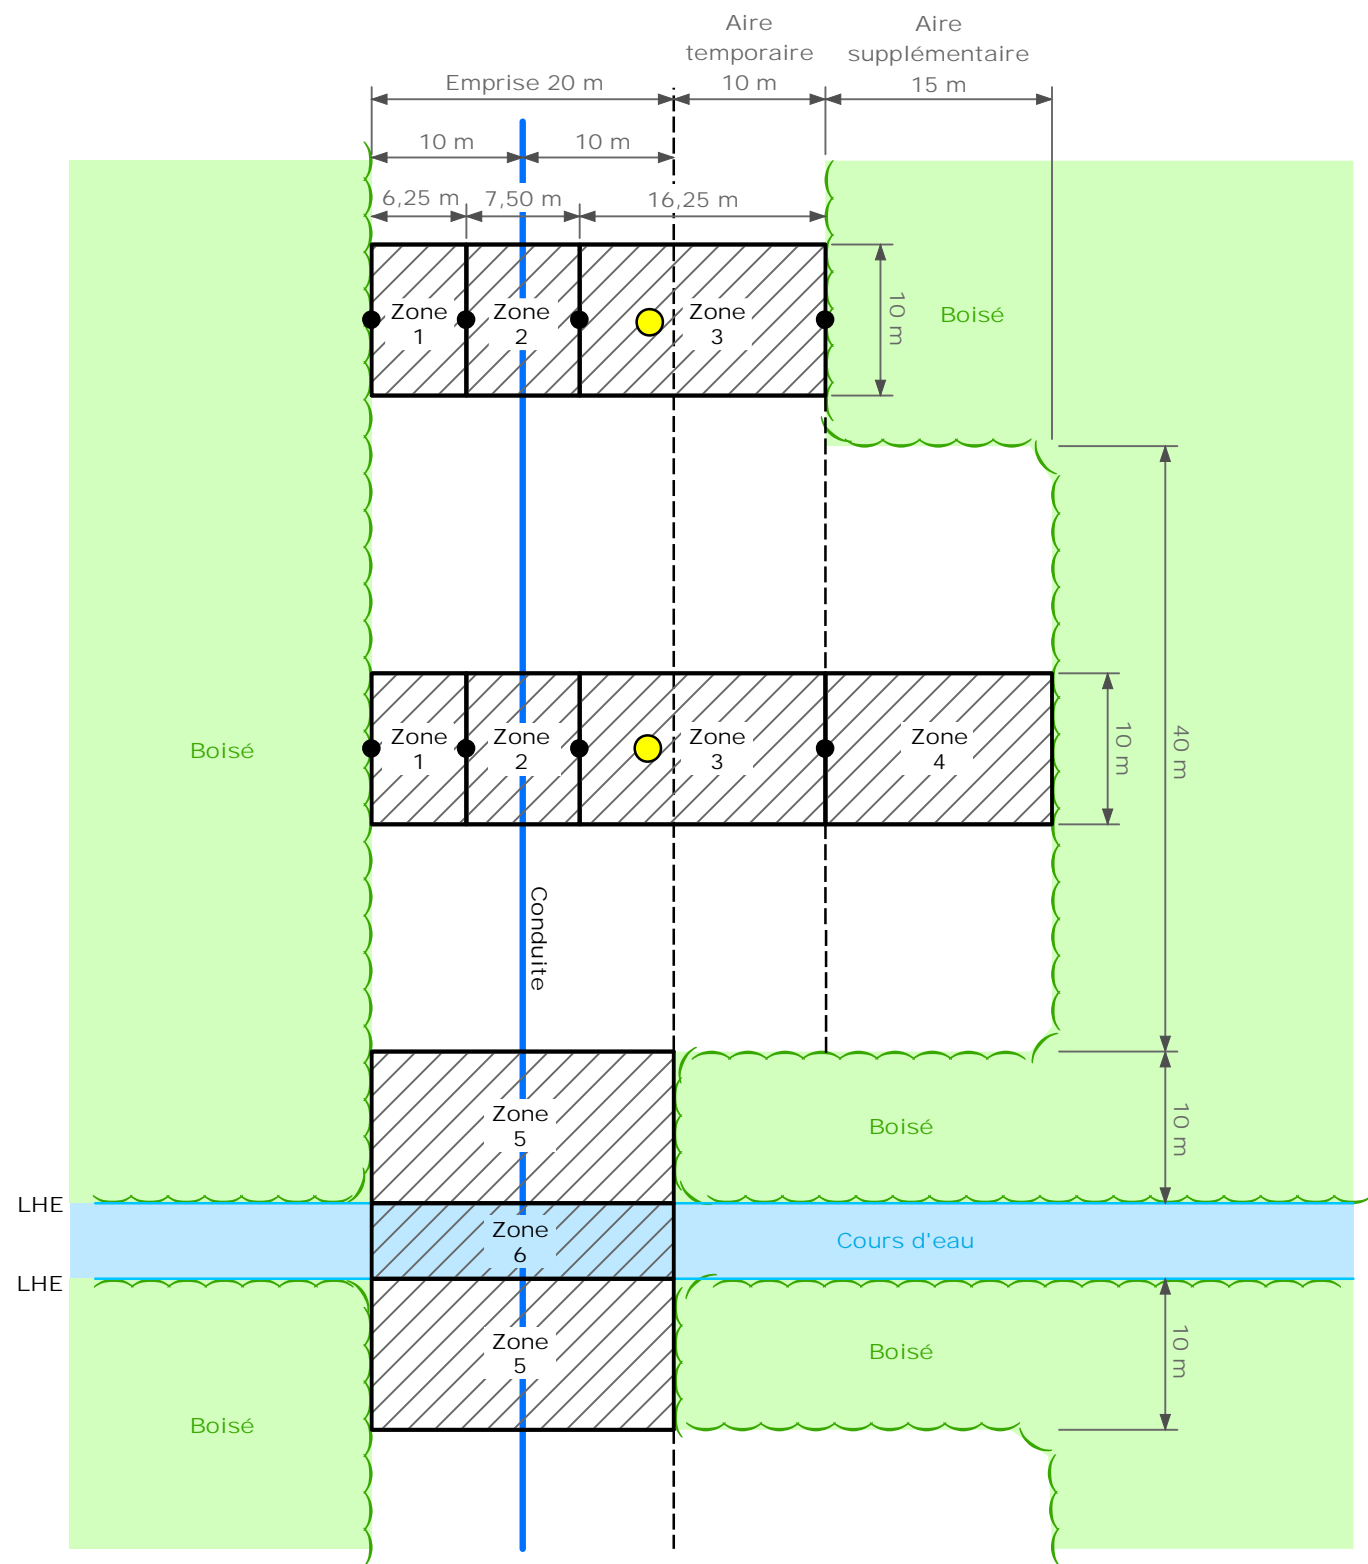 Aire
temporaire
10 m
Aire
supplémentaire
15 m
Emprise 20 m
10 m
10 m
6,25 m
7,50 m
16,25 m
Zone
1
Zone
2
Zone
3
10 m
Boisé
Boisé
Zone
1
Zone
2
Zone
3
Zone
4
10 m
40 m
Conduite
Zone
5
Boisé
10 m
LHE
Zone
6
Cours d'eau
LHE
Zone
5
Boisé
10 m
Boisé